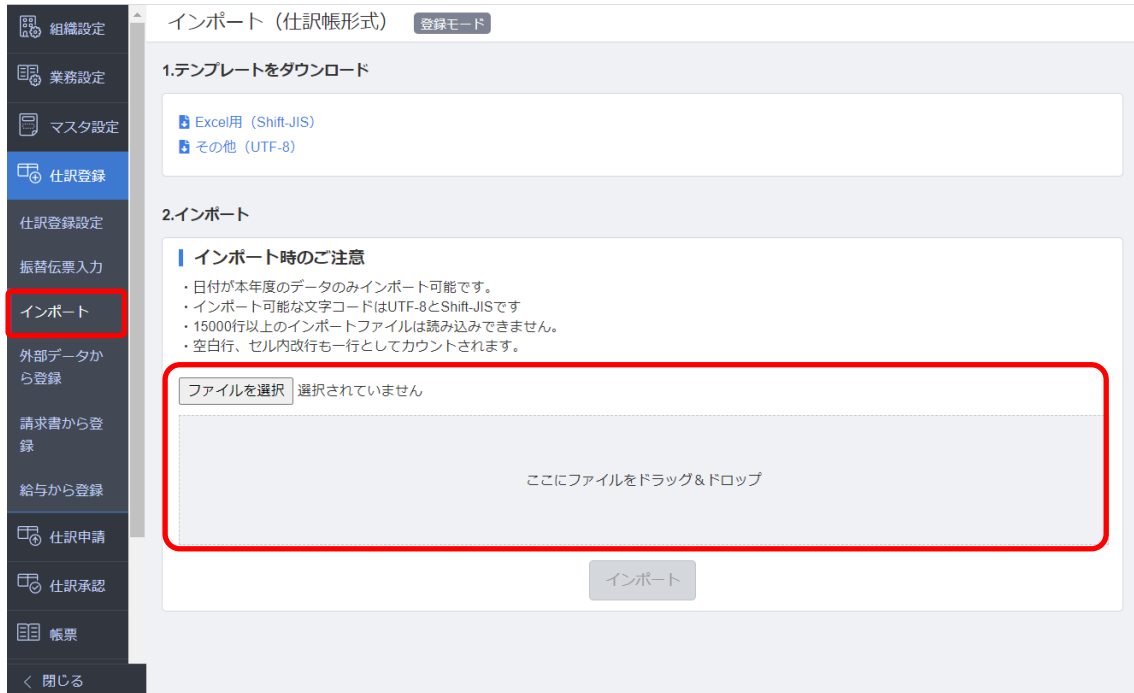 組織設定
業務設定
マスタ設定
仕訳登録
仕訳登録設定
振替伝票入力
インポート
外部データか
ら登録
請求書から登
録
給与から登録
仕訳申請
仕訳承認
帳票
＜ 閉じる
インポート（仕訳帳形式） 登録モード
1.テンプレートをダウンロード
Excel用（Shift-JIS）
その他（UTF-8）
2.インポート
インポート時のご注意
・日付が本年度のデータのみインポート可能です。
・インポート可能な文字コードはUTF-8とShift-JISです
・15000行以上のインポートファイルは読み込みできません。
・空白行、セル内改行も一行としてカウントされます。
ファイルを選択 選択されていません
ここにファイルをドラッグ＆ドロップ
インポート